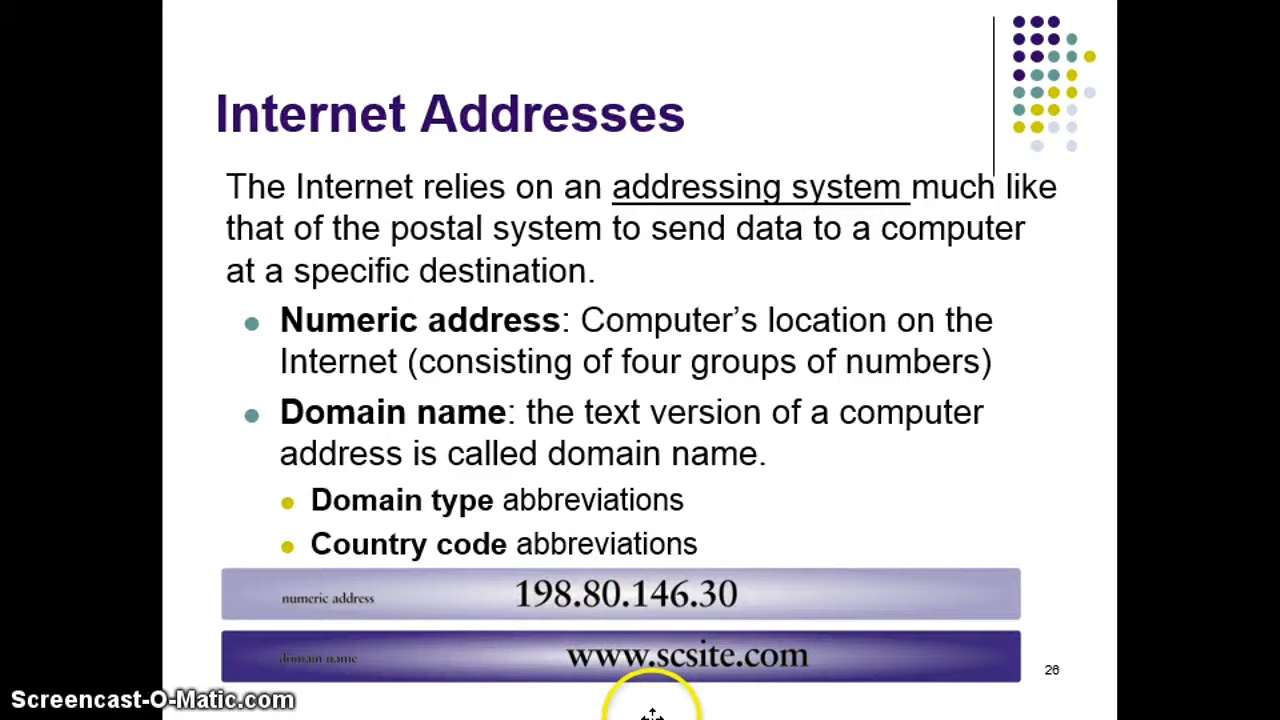 Internet Addresses
The Internet relies on an addressing system much like
that of the postal system to send data to a computer
at a specific destination.
Numeric address: Computer’s location on the
Internet (consisting of four groups of numbers)
Domain name: the text version of a computer
address is called domain name.
Domain type abbreviations
Country code abbreviations
numeric address 198.80.146.30
domain name www.scsite.com
26
Screencast-O-Matic.com